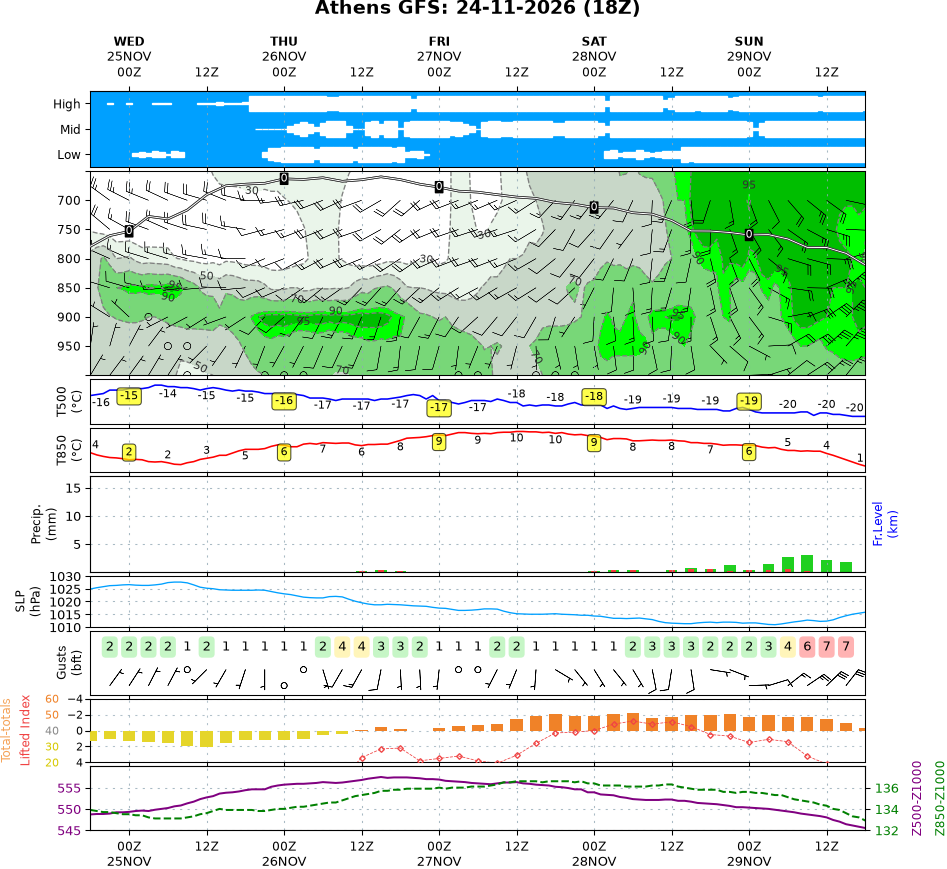 Athens GFS: 24-11-2026 (18Z)
WED THU FRI SAT SUN
25NOV 26NOV 27NOV 28NOV 29NOV
00Z 12Z 00Z 12Z 00Z 12Z 00Z 12Z 00Z 12Z
High
Mid
Low
700
750
800
850
900
950
0 0 0 0 0
30 30 30
50 50
70 70 70 70
90 90 90 90 90
95 95 95 95 95
T500
(°C)
-16 -15 -14 -15 -15 -16 -17 -17 -17 -17 -17 -18 -18 -18 -19 -19 -19 -19 -20 -20 -20
T850
(°C)
4 2 2 3 5 6 7 6 8 9 9 10 10 9 8 8 7 6 5 4 1
Precip.
(mm)
15
10
5
Fr.Level
(km)
SLP
(hPa)
1030
1025
1020
1015
1010
Gusts
(bft)
2 2 2 2 1 2 1 1 1 1 1 2 4 4 3 3 2 1 1 1 2 2 1 1 1 1 1 2 3 3 3 2 2 2 3 4 6 7 7
Total-totals
Lifted Index
60 −4
50 −2
40 0
30 2
20 4
555
550
545
136
134
132
Z500-Z1000
Z850-Z1000
00Z 12Z 00Z 12Z 00Z 12Z 00Z 12Z 00Z 12Z
25NOV 26NOV 27NOV 28NOV 29NOV